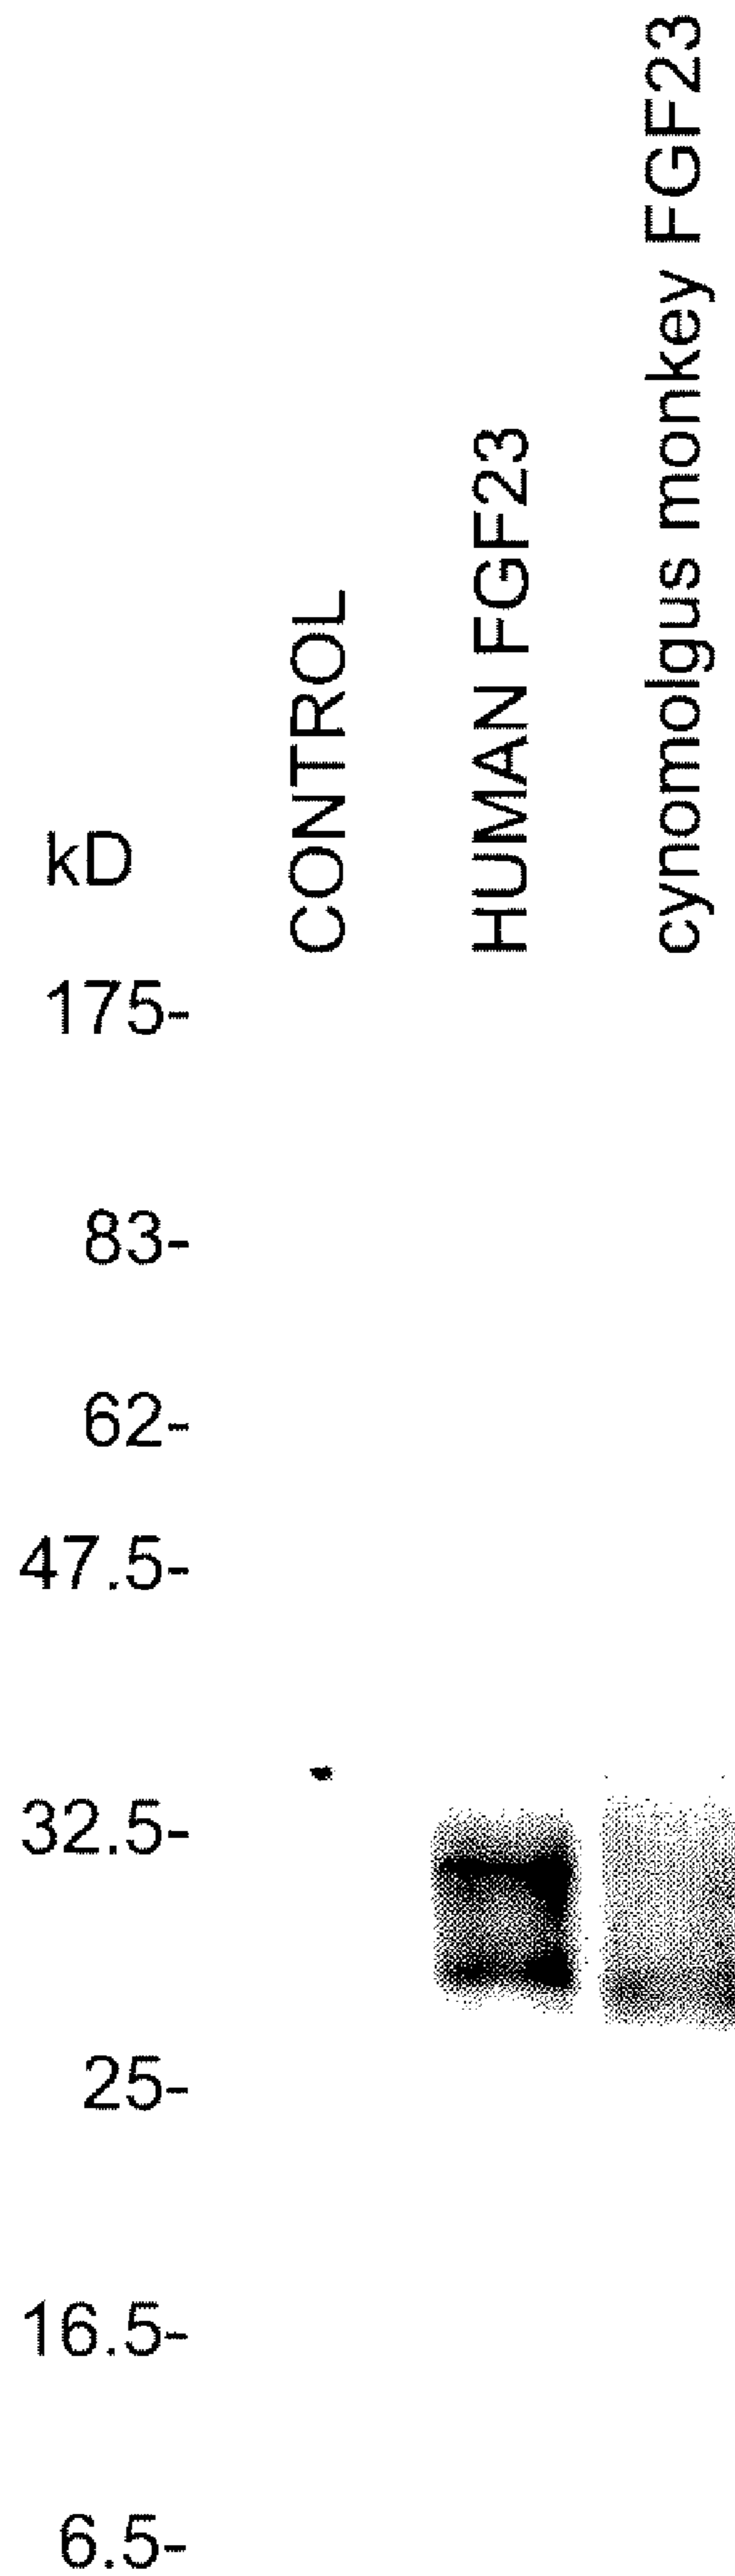 kD
CONTROL
HUMAN FGF23
cynomolgus monkey FGF23
175-
83-
62-
47.5-
32.5-
25-
16.5-
6.5-